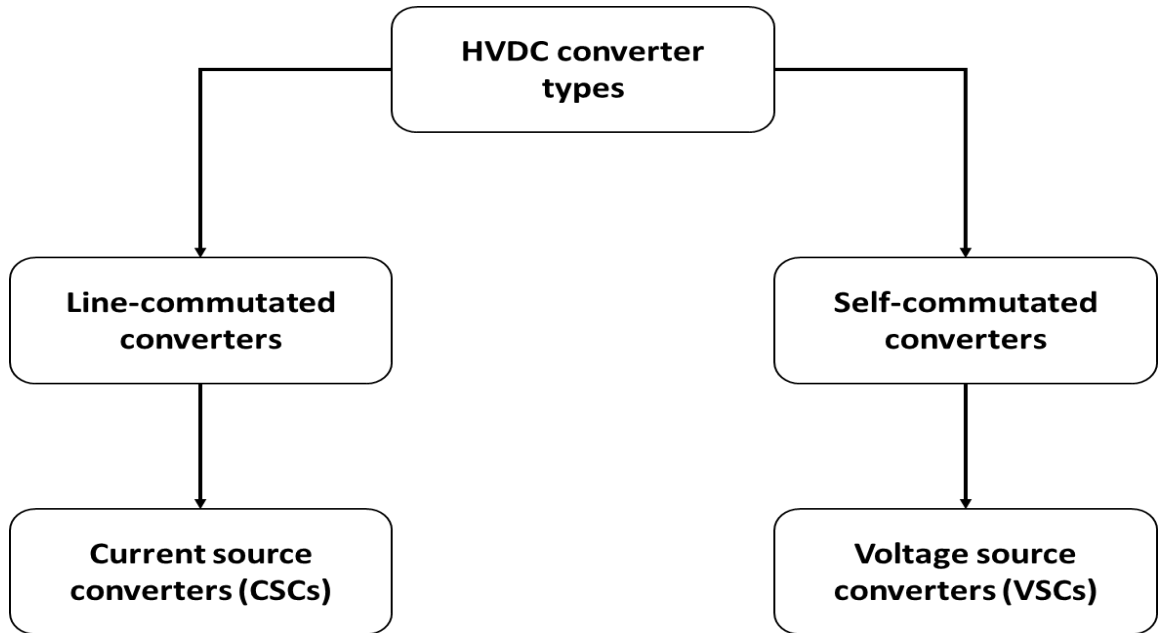 HVDC converter
types
Line-commutated
converters
Self-commutated
converters
Current source
converters (CSCs)
Voltage source
converters (VSCs)